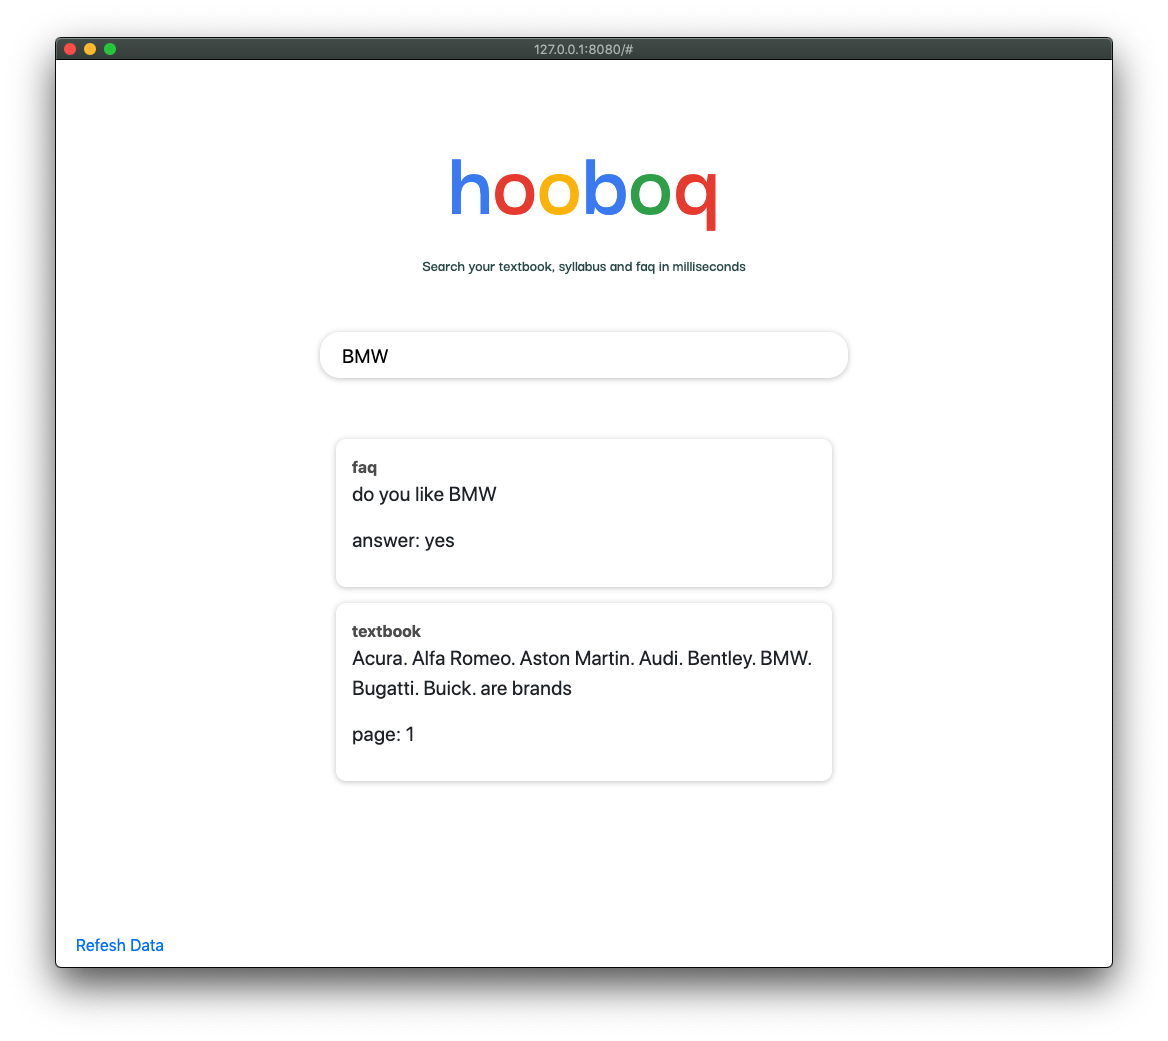 127.0.0.1:8080/#
hooboq
Search your textbook, syllabus and faq in milliseconds
BMW
faq
do you like BMW
answer: yes
textbook
Acura. Alfa Romeo. Aston Martin. Audi. Bentley. BMW.
Bugatti. Buick. are brands
page: 1
Refesh Data